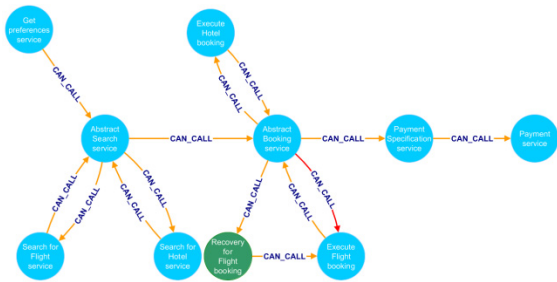 Get
preferences
service
Execute
Hotel
booking
CAN_CALL
CAN_CALL
CAN_CALL
Abstract
Search
service
CAN_CALL
Abstract
Booking
service
CAN_CALL
Payment
Specification
service
CAN_CALL
Payment
service
CAN_CALL
CAN_CALL
CAN_CALL
CAN_CALL
CAN_CALL
CAN_CALL
CAN_CALL
Search for
Flight
service
Search for
Hotel
service
Recovery
for
Flight
booking
CAN_CALL
Execute
Flight
booking